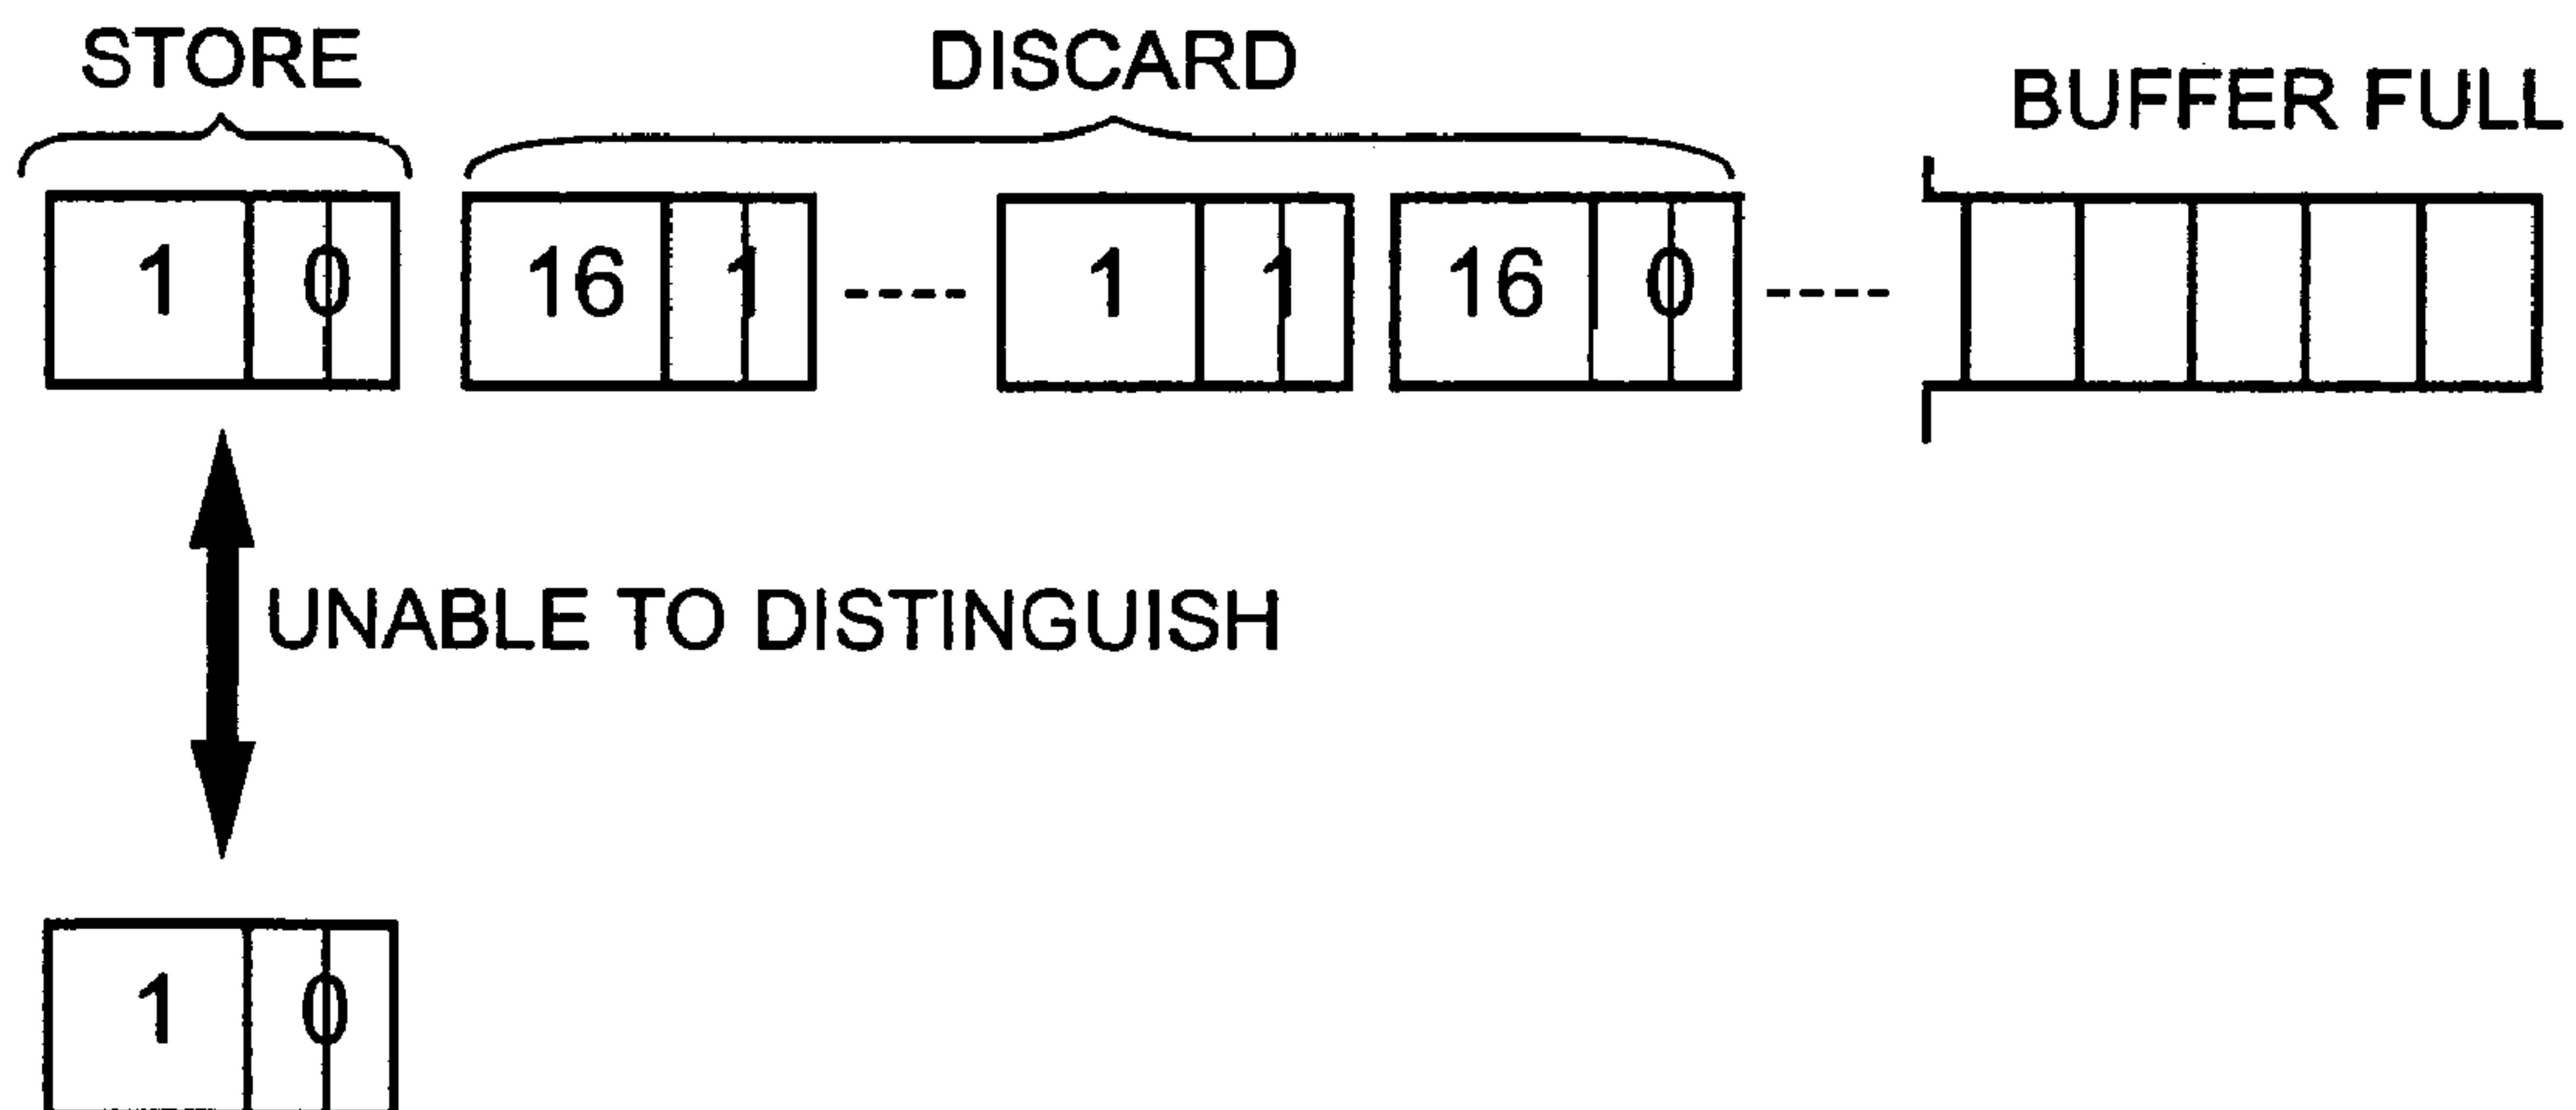 STORE
DISCARD
BUFFER FULL
1 0 16 1 ---- 1 1 16 0 ----
UNABLE TO DISTINGUISH
1 0